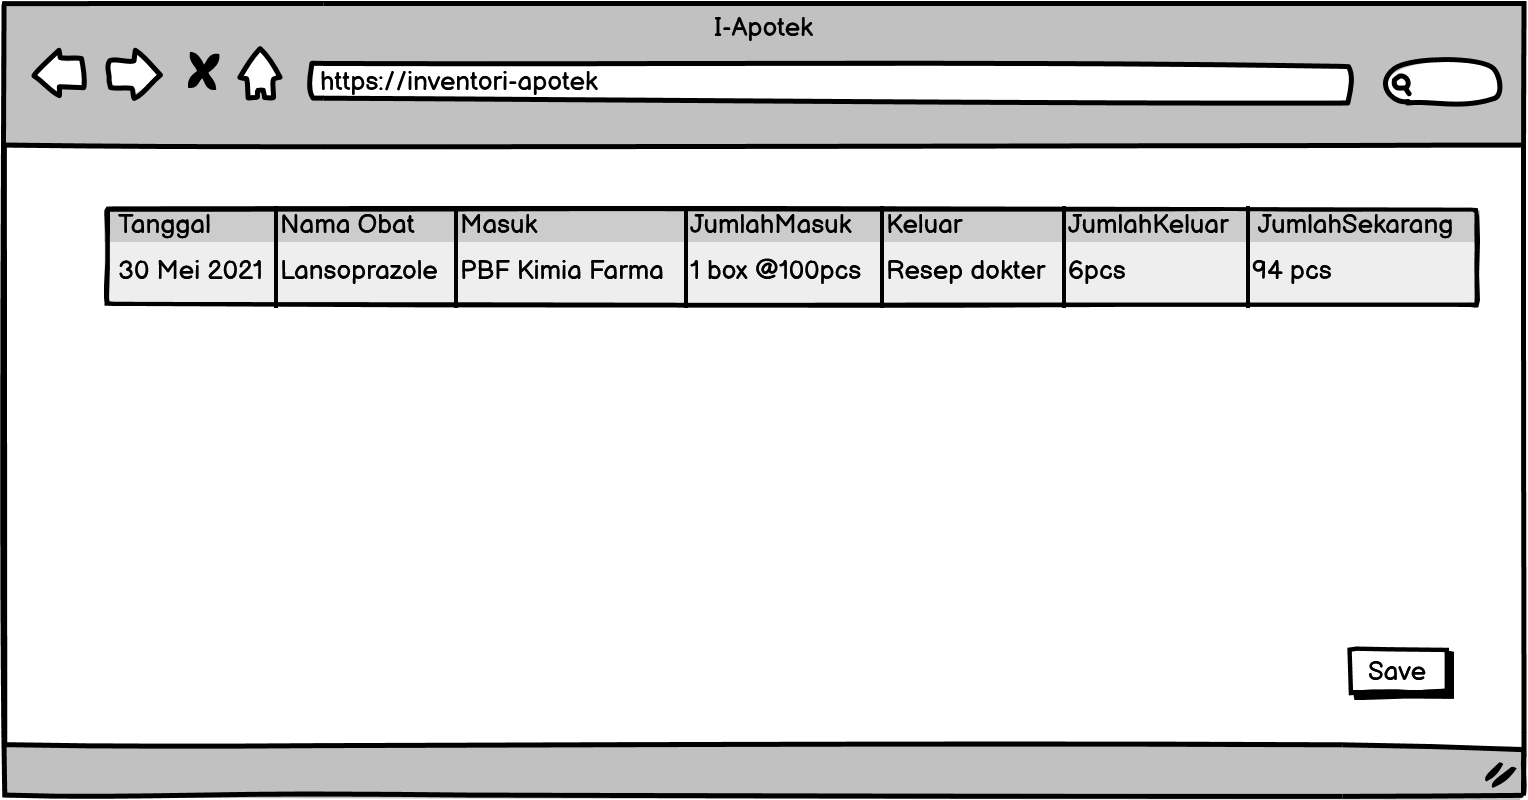 I-Apotek
https://inventori-apotek
Tanggal Nama Obat Masuk JumlahMasuk Keluar JumlahKeluar JumlahSekarang
30 Mei 2021 Lansoprazole PBF Kimia Farma 1 box @100pcs Resep dokter 6pcs 94 pcs
Save